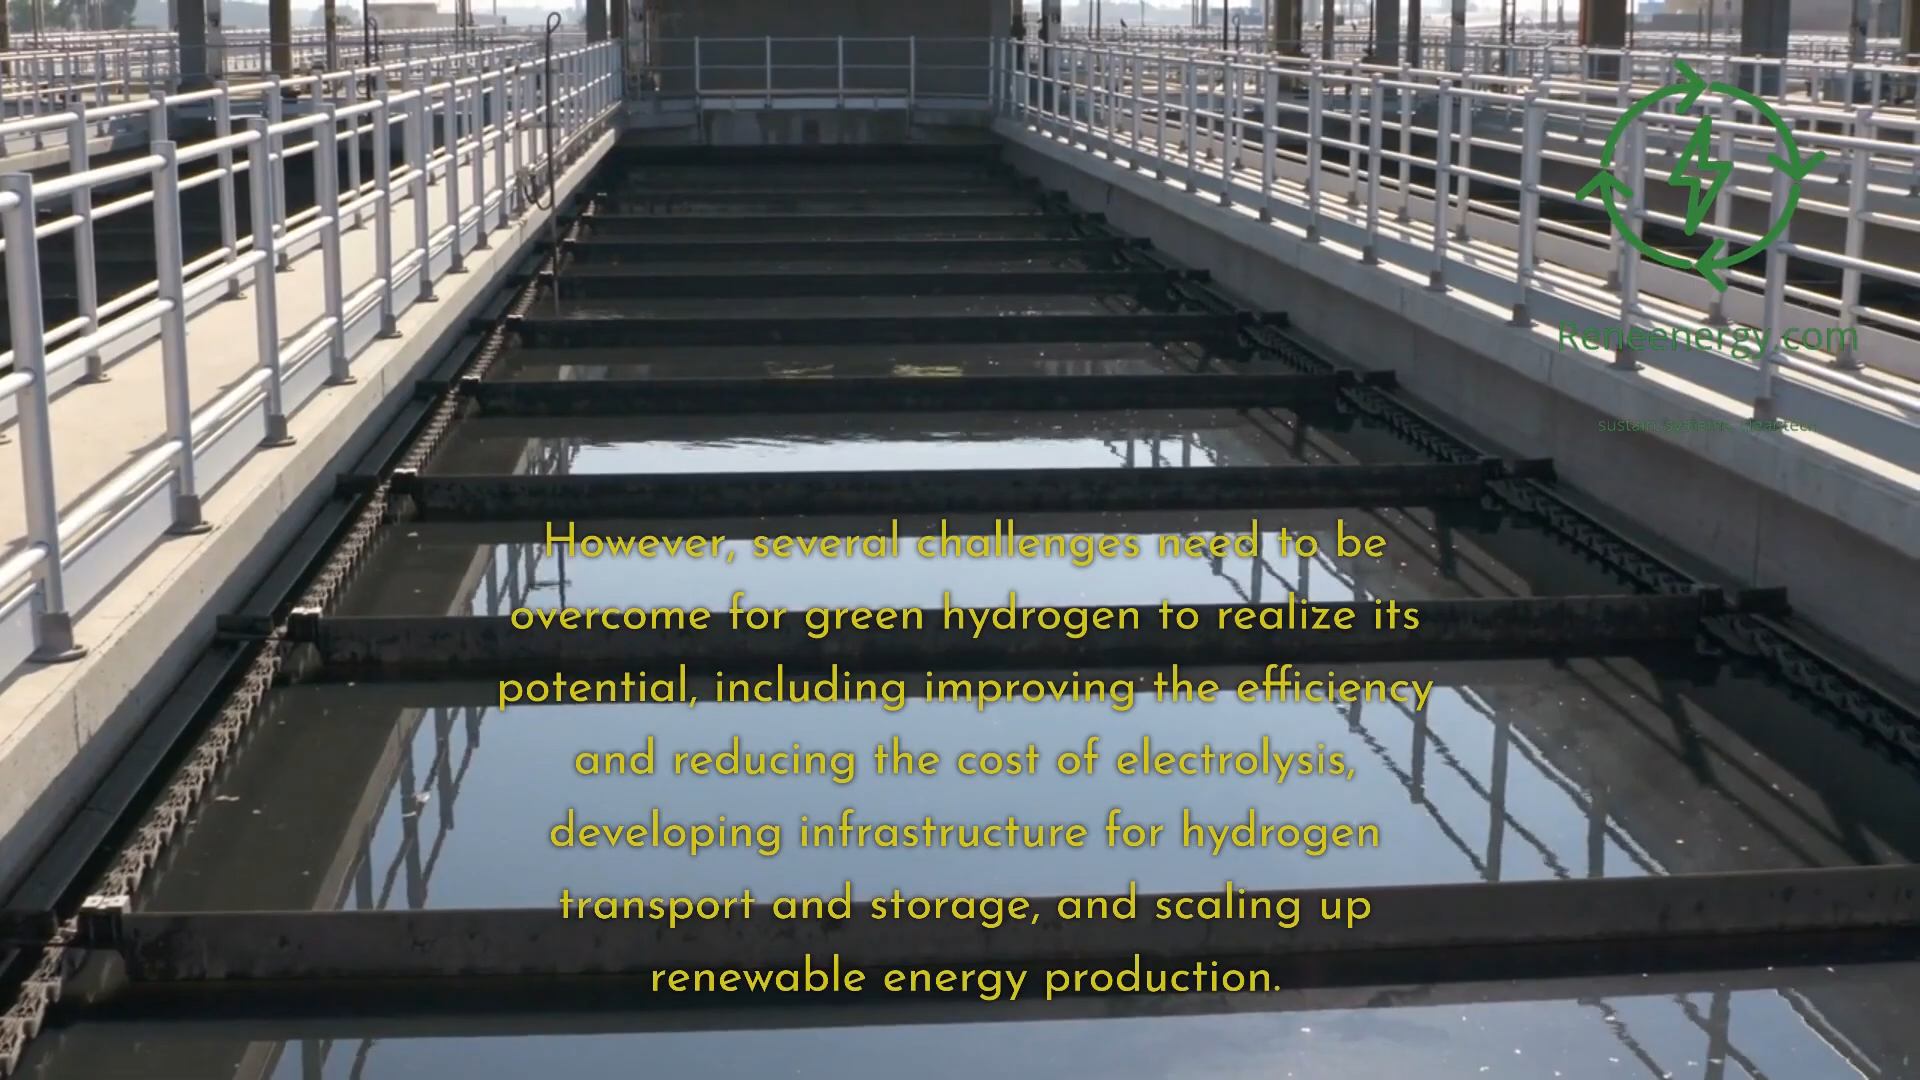 Reneenergy.com
However, several challenges need to be
overcome for green hydrogen to realize its
potential, including improving the efficiency
and reducing the cost of electrolysis,
developing infrastructure for hydrogen
transport and storage, and scaling up
renewable energy production.